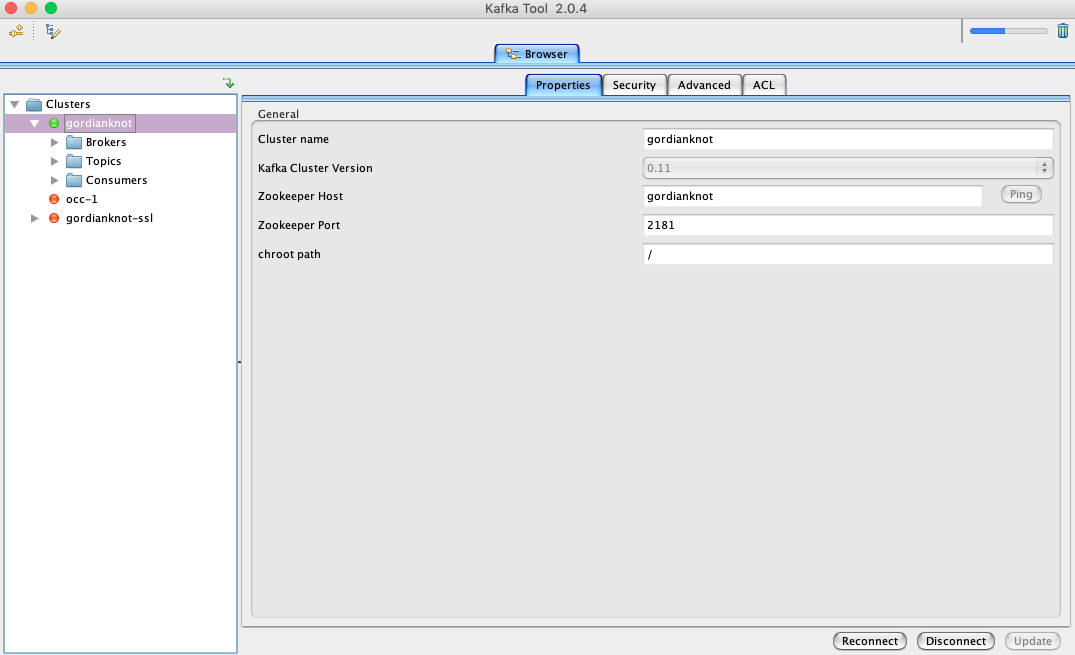 Kafka Tool 2.0.4
Browser
Clusters
gordianknot
Brokers
Topics
Consumers
occ-1
gordianknot-ssl
Properties Security Advanced ACL
General
Cluster name gordianknot
Kafka Cluster Version 0.11
Zookeeper Host gordianknot Ping
Zookeeper Port 2181
chroot path /
Reconnect Disconnect Update